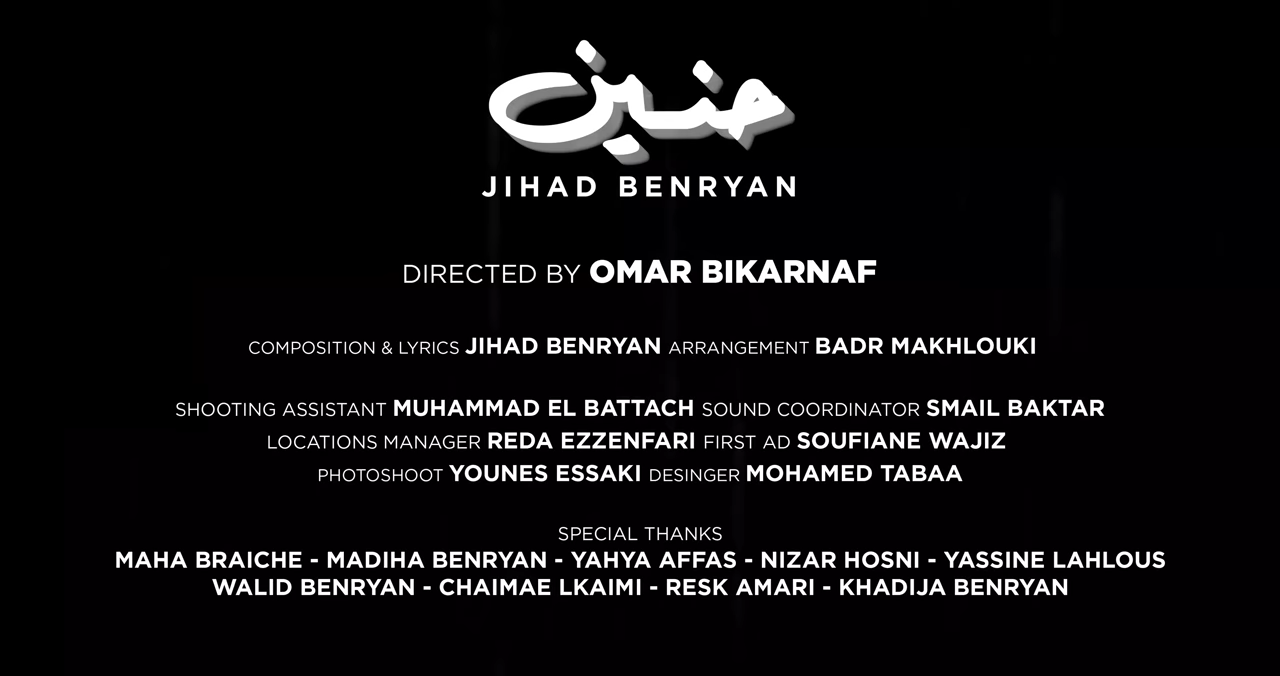 حنين
JIHAD BENRYAN
DIRECTED BY OMAR BIKARNAF
COMPOSITION & LYRICS JIHAD BENRYAN ARRANGEMENT BADR MAKHLOUKI
SHOOTING ASSISTANT MUHAMMAD EL BATTACH SOUND COORDINATOR SMAIL BAKTAR
LOCATIONS MANAGER REDA EZZENFARI FIRST AD SOUFIANE WAJIZ
PHOTOSHOOT YOUNES ESSAKI DESINGER MOHAMED TABAA
SPECIAL THANKS
MAHA BRAICHE - MADIHA BENRYAN - YAHYA AFFAS - NIZAR HOSNI - YASSINE LAHLOUS
WALID BENRYAN - CHAIMAE LKAIMI - RESK AMARI - KHADIJA BENRYAN